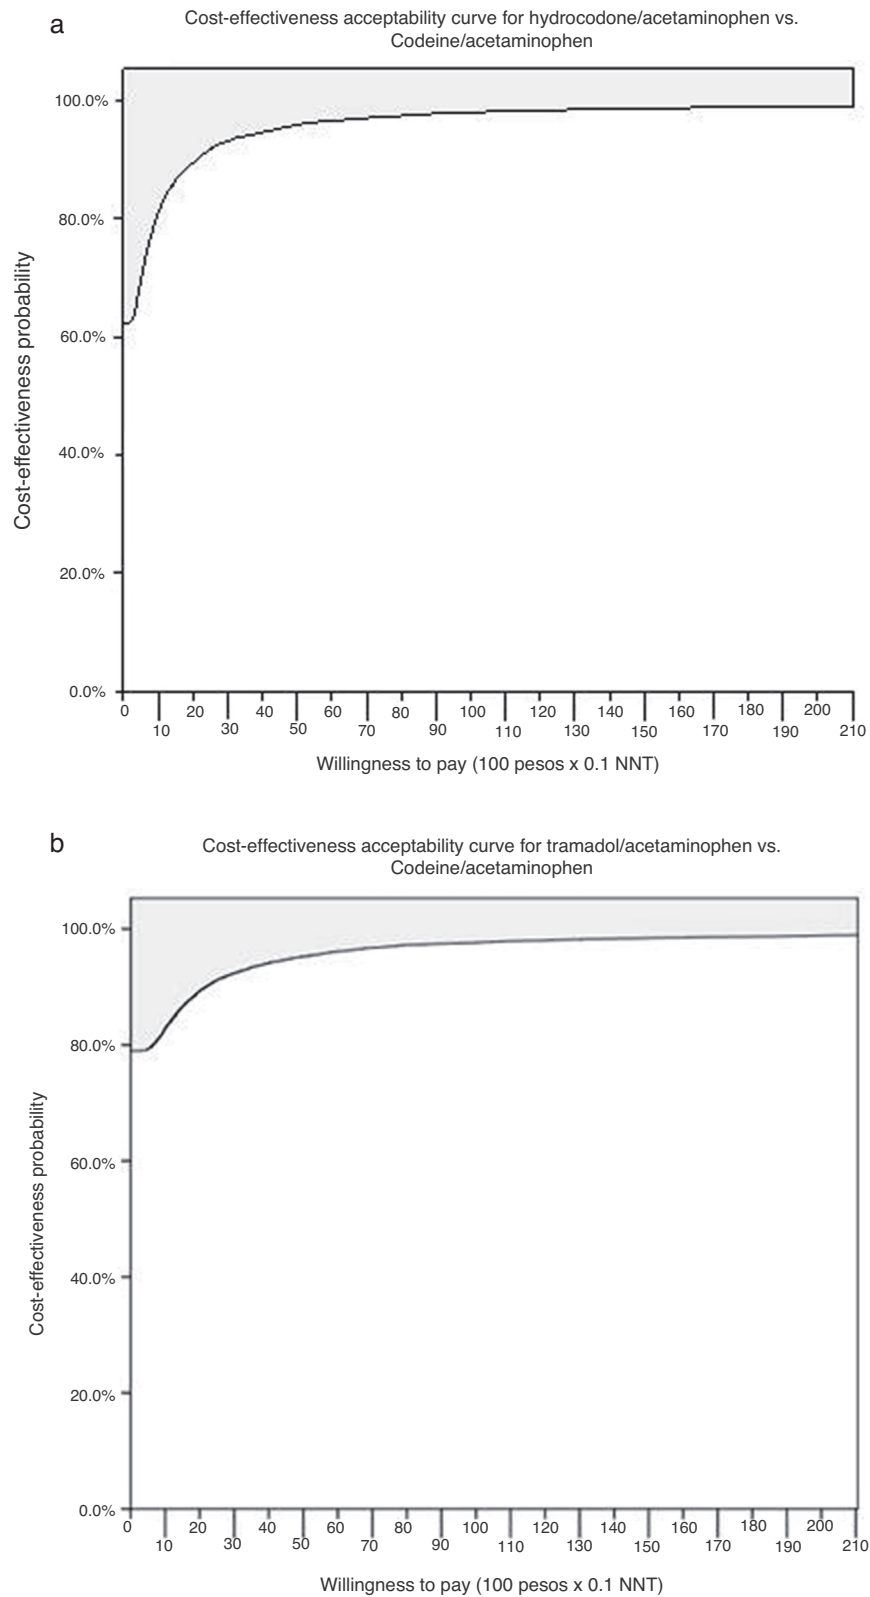 a
Cost-effectiveness acceptability curve for hydrocodone/acetaminophen vs.
Codeine/acetaminophen
Cost-effectiveness probability
100.0%
80.0%
60.0%
40.0%
20.0%
0.0%
0 20 40 60 80 100 120 140 160 180 200
10 30 50 70 90 110 130 150 170 190 210
Willingness to pay (100 pesos x 0.1 NNT)
b
Cost-effectiveness acceptability curve for tramadol/acetaminophen vs.
Codeine/acetaminophen
Cost-effectiveness probability
100.0%
80.0%
60.0%
40.0%
20.0%
0.0%
0 20 40 60 80 100 120 140 160 180 200
10 30 50 70 90 110 130 150 170 190 210
Willingness to pay (100 pesos x 0.1 NNT)